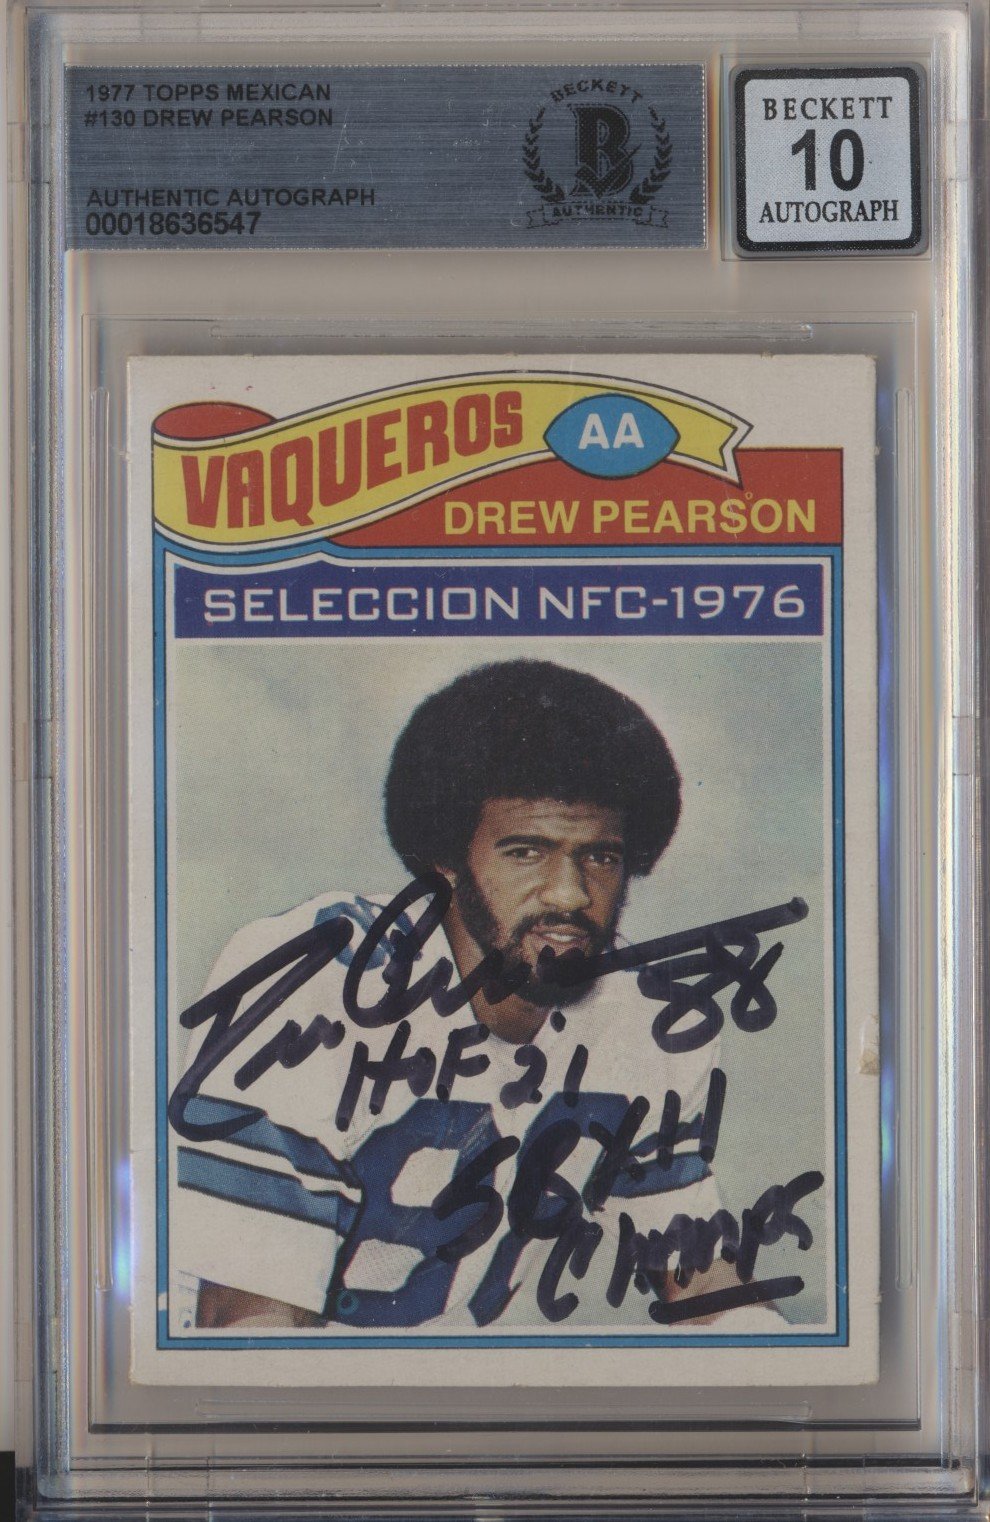 1977 TOPPS MEXICAN
#130 DREW PEARSON
AUTHENTIC AUTOGRAPH
00018636547
BECKETT
B
AUTHENTIC
BECKETT
10
AUTOGRAPH
VAQUEROS
AA
DREW PEARSON
SELECCION NFC-1976
88
HOF 21
SB XII
Champs